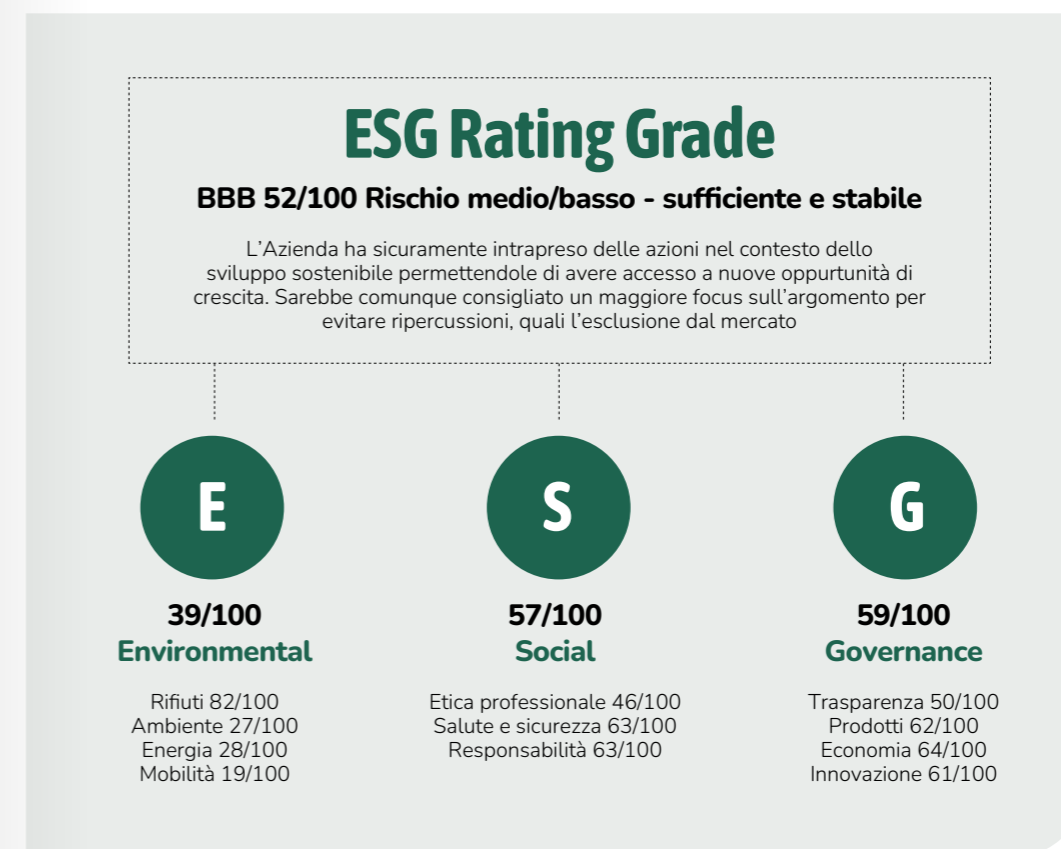 ESG Rating Grade
BBB 52/100 Rischio medio/basso - sufficiente e stabile
L'Azienda ha sicuramente intrapreso delle azioni nel contesto dello
sviluppo sostenibile permettendole di avere accesso a nuove oppurtunità di
crescita. Sarebbe comunque consigliato un maggiore focus sull'argomento per
evitare ripercussioni, quali l'esclusione dal mercato
E
39/100
Environmental
Rifiuti 82/100
Ambiente 27/100
Energia 28/100
Mobilità 19/100
S
57/100
Social
Etica professionale 46/100
Salute e sicurezza 63/100
Responsabilità 63/100
G
59/100
Governance
Trasparenza 50/100
Prodotti 62/100
Economia 64/100
Innovazione 61/100